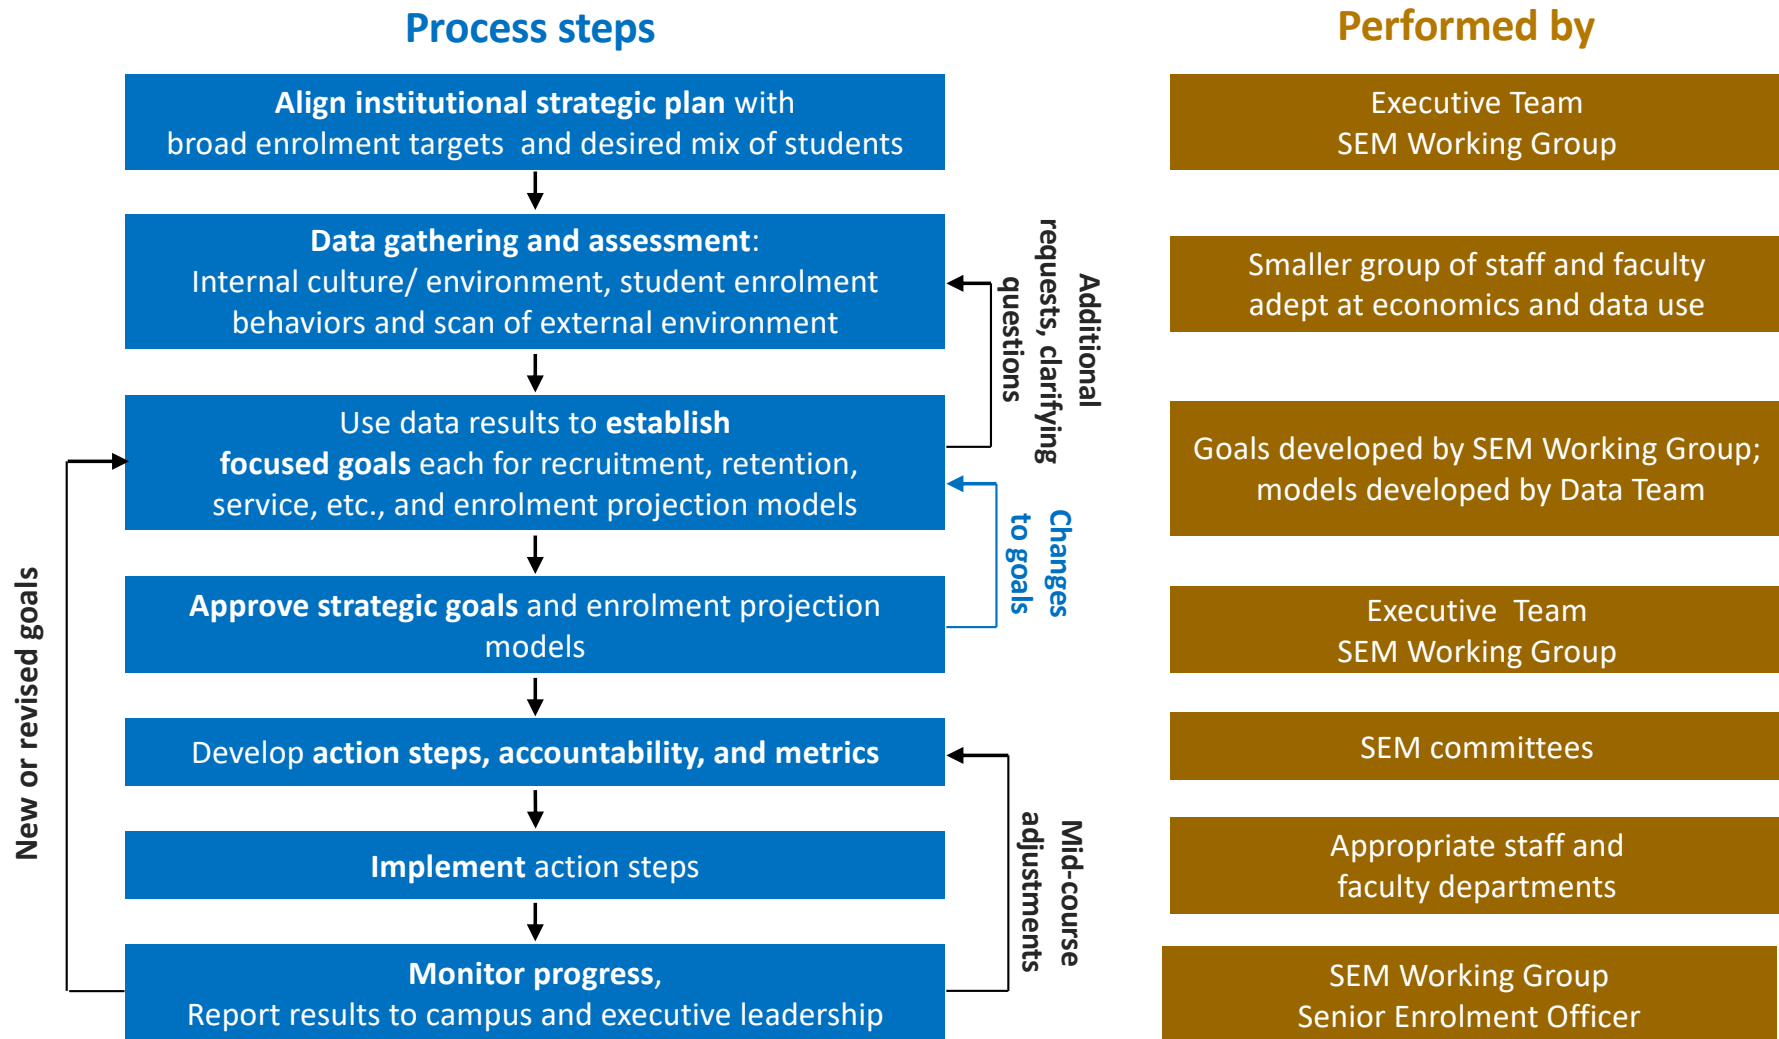 Process steps
Performed by
Align institutional strategic plan with
broad enrolment targets  and desired mix of students
Executive Team
SEM Working Group
Data gathering and assessment:
Internal culture/ environment, student enrolment
behaviors and scan of external environment
Smaller group of staff and faculty
adept at economics and data use
Additional
requests, clarifying
questions
Use data results to establish
focused goals each for recruitment, retention,
service, etc., and enrolment projection models
Goals developed by SEM Working Group;
models developed by Data Team
Changes
to goals
Approve strategic goals and enrolment projection
models
Executive  Team
SEM Working Group
New or revised goals
Develop action steps, accountability, and metrics
SEM committees
Mid-course
adjustments
Implement action steps
Appropriate staff and
faculty departments
Monitor progress,
Report results to campus and executive leadership
SEM Working Group
Senior Enrolment Officer